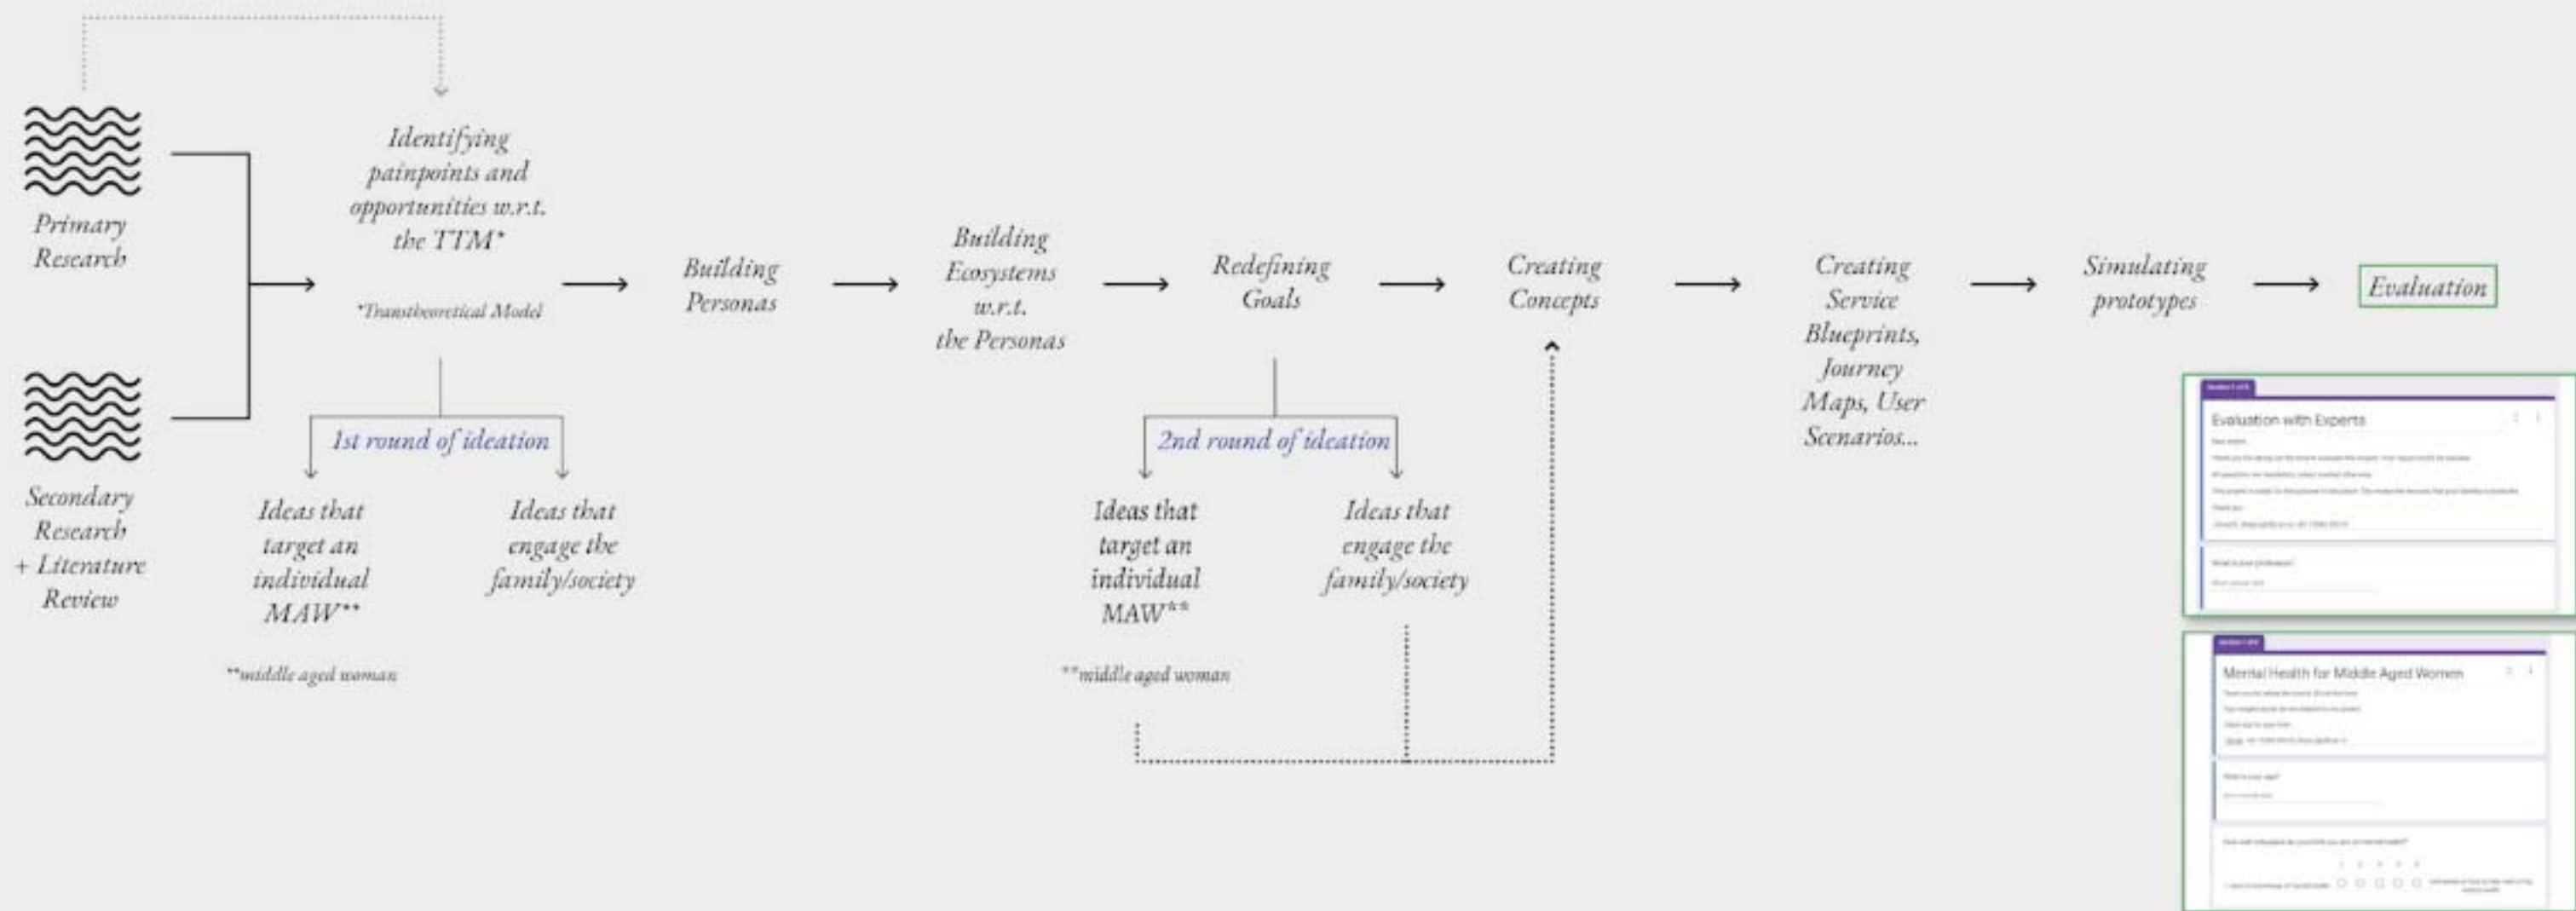 Primary
Research
Secondary
Research
+ Literature
Review
Identifying
painpoints and
opportunities w.r.t.
the TTM*
*Transtheoretical Model
1st round of ideation
Ideas that
target an
individual
MAW**
**middle aged woman
Ideas that
engage the
family/society
Building
Personas
Building
Ecosystems
w.r.t.
the Personas
Redefining
Goals
2nd round of ideation
Ideas that
target an
individual
MAW**
**middle aged woman
Ideas that
engage the
family/society
Creating
Concepts
Creating
Service
Blueprints,
Journey
Maps, User
Scenarios...
Simulating
prototypes
Evaluation
Evaluation with Experts
What is your profession?
Mental Health for Middle Aged Women
What is your age?